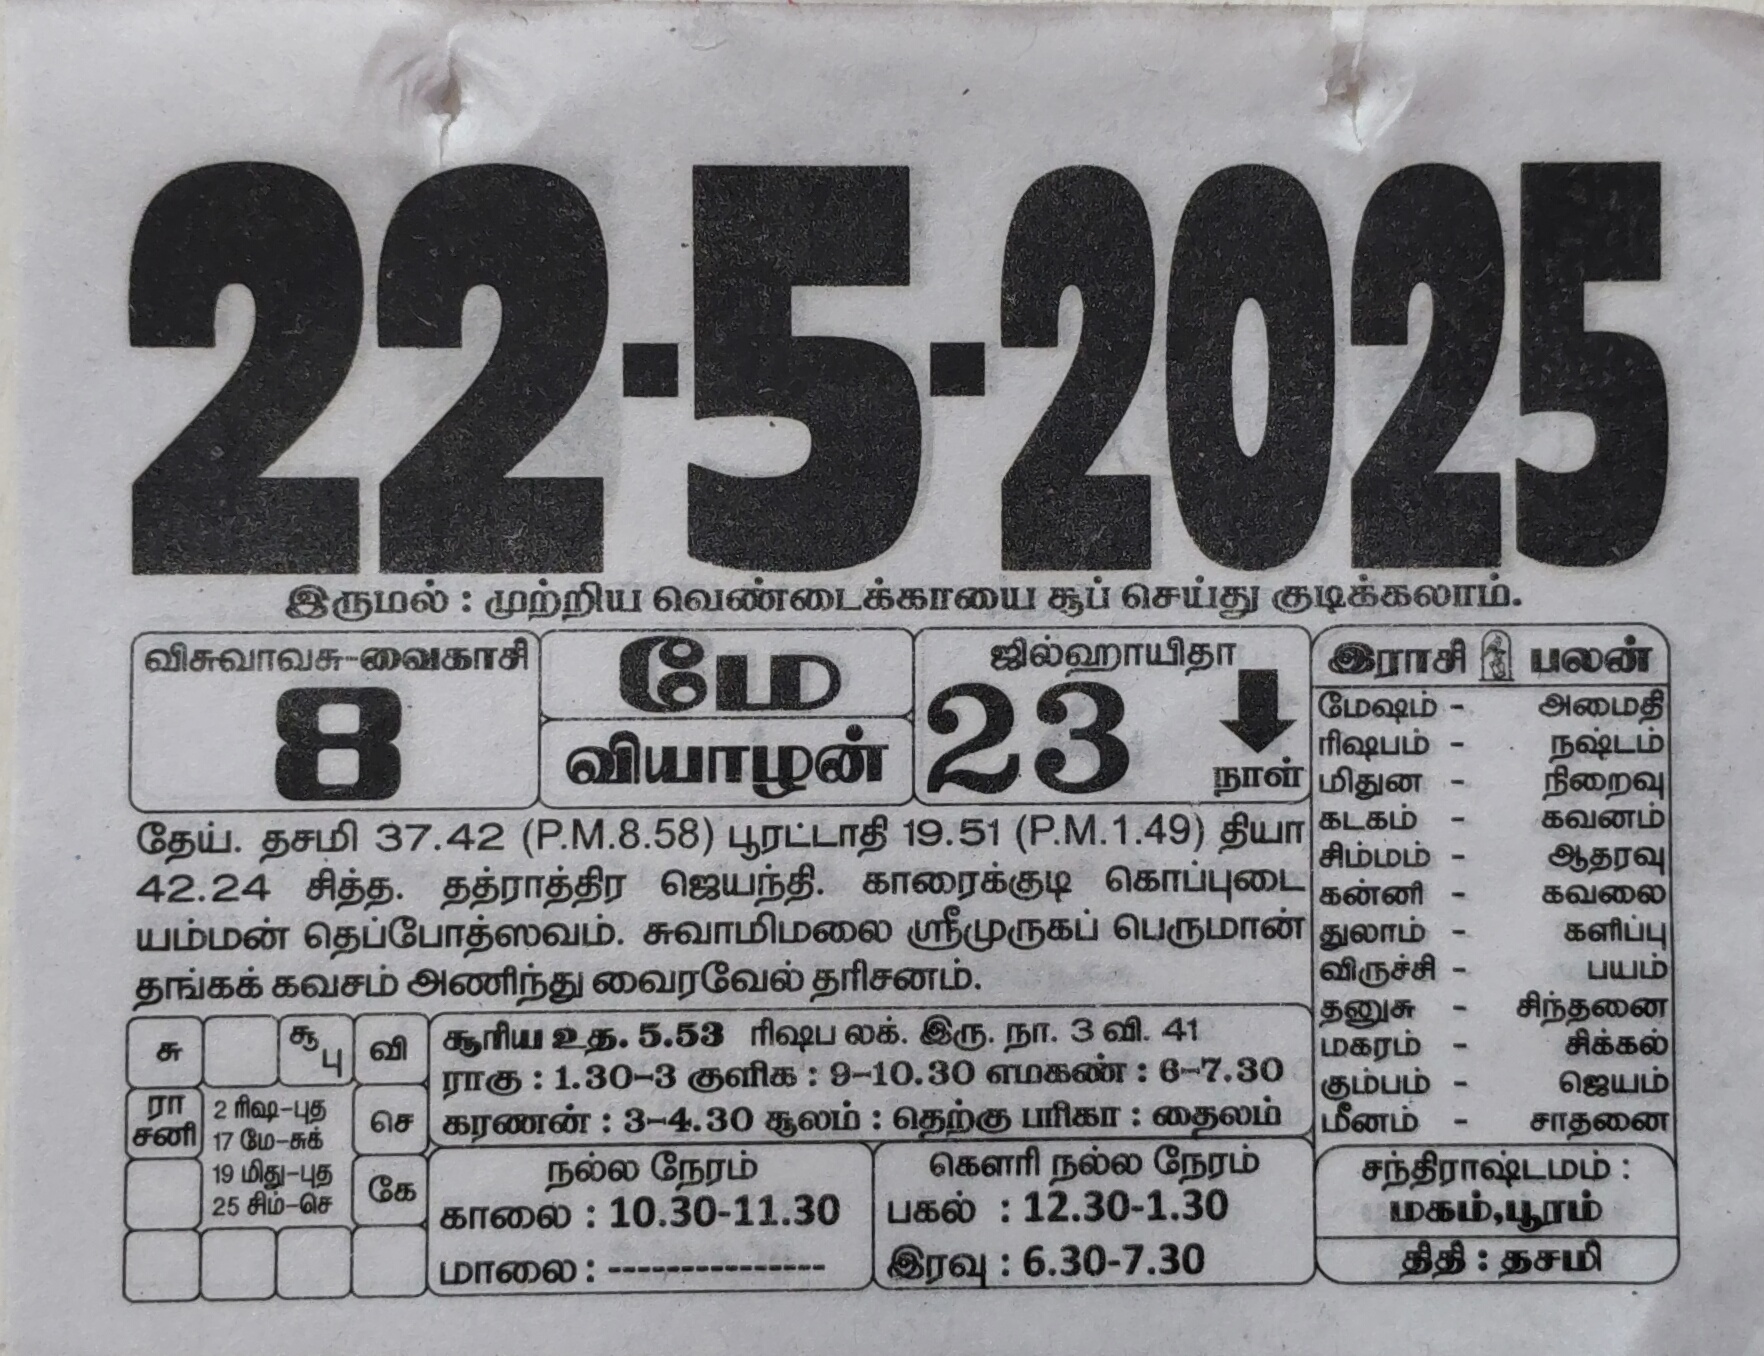 22-5-2025
இருமல் : முற்றிய வெண்டைக்காயை சூப் செய்து குடிக்கலாம்.
விசுவாவசு-வைகாசி
8
மே
வியாழன்
ஜில்ஹாயிதா
23
நாள்
தேய். தசமி 37.42 (P.M.8.58) பூரட்டாதி 19.51 (P.M.1.49) தியா
42.24 சித்த. தத்ராத்திர ஜெயந்தி. காரைக்குடி கொப்புடை
யம்மன் தெப்போத்ஸவம். சுவாமிமலை ஸ்ரீமுருகப் பெருமான்
தங்கக் கவசம் அணிந்து வைரவேல் தரிசனம்.
இராசி பலன்
மேஷம் - அமைதி
ரிஷபம் - நஷ்டம்
மிதுன - நிறைவு
கடகம் - கவனம்
சிம்மம் - ஆதரவு
கன்னி - கவலை
துலாம் - களிப்பு
விருச்சி - பயம்
தனுசு - சிந்தனை
மகரம் - சிக்கல்
கும்பம் - ஜெயம்
மீனம் - சாதனை
சந்திராஷ்டமம் :
மகம்,பூரம்
திதி : தசமி
சு
சூ
பு
வி
ரா
சனி
2 ரிஷ-புத
17 மே-சுக்
19 மிது-புத
25 சிம்-செ
செ
கே
சூரிய உத. 5.53 ரிஷப லக். இரு. நா. 3 வி. 41
ராகு : 1.30-3 குளிக : 9-10.30 எமகண் : 6-7.30
கரணன் : 3-4.30 சூலம் : தெற்கு பரிகா : தைலம்
நல்ல நேரம்
காலை : 10.30-11.30
மாலை : ---------------
கௌரி நல்ல நேரம்
பகல் : 12.30-1.30
இரவு : 6.30-7.30